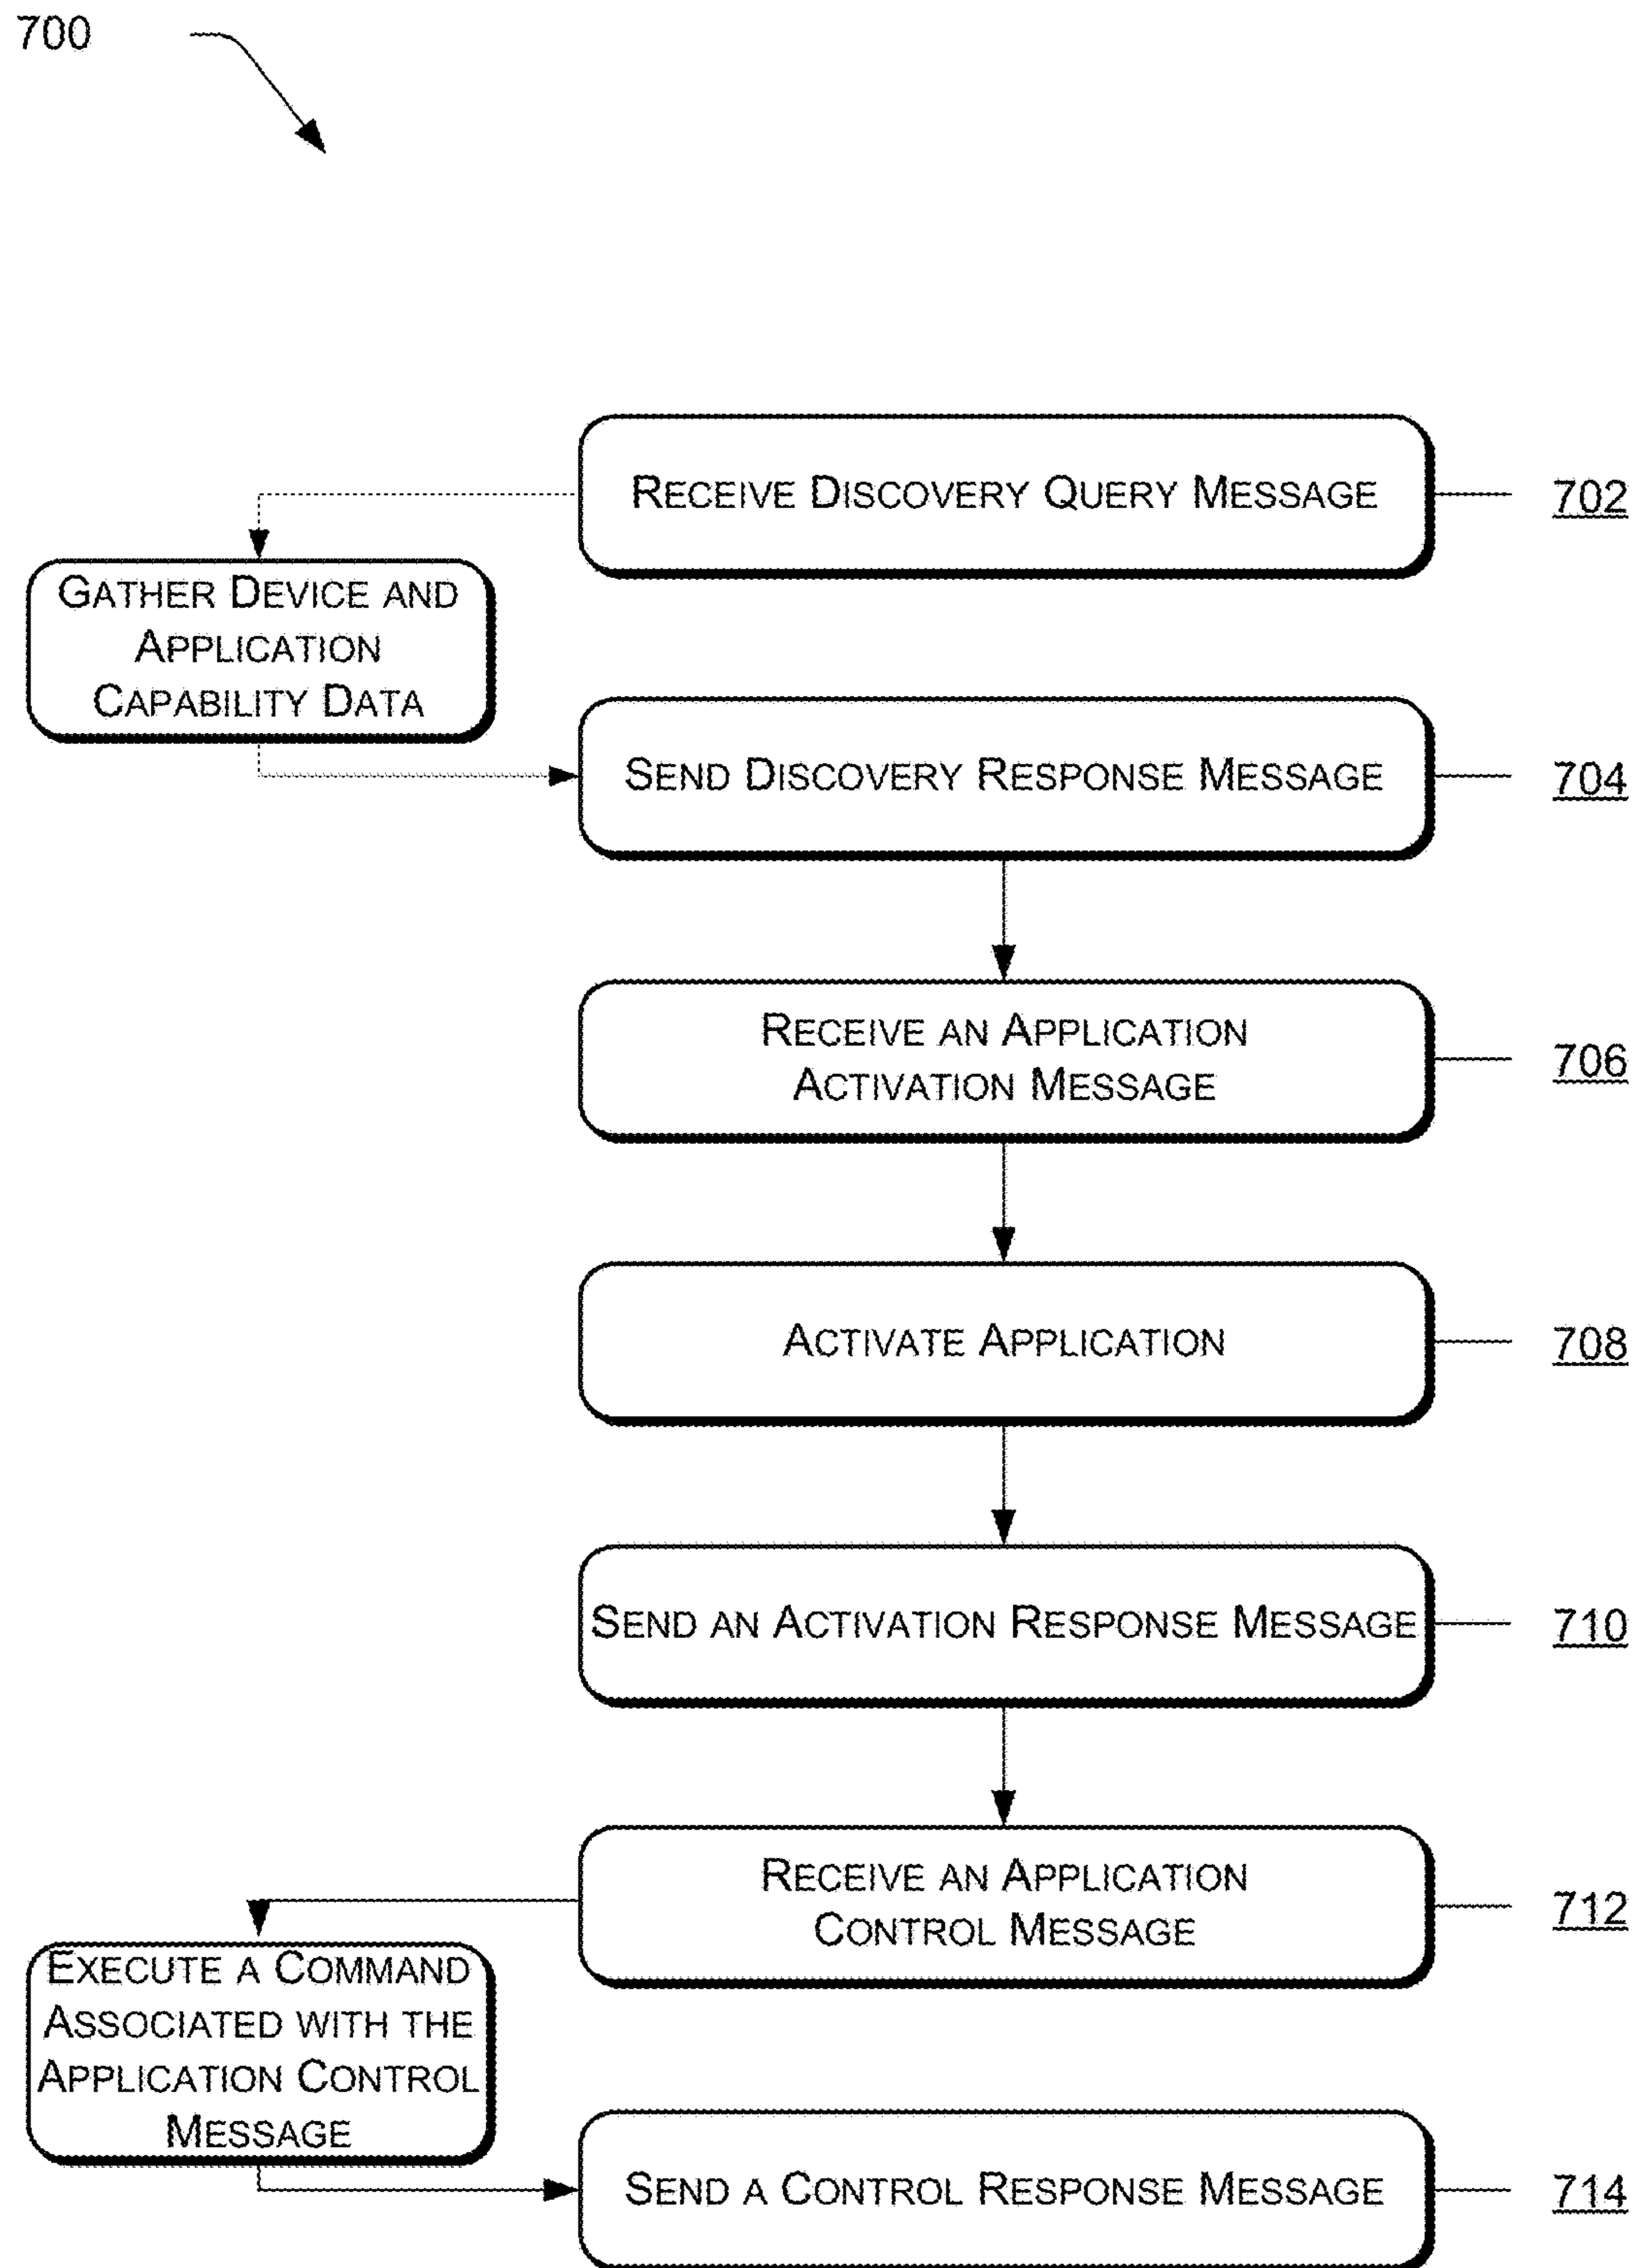 700
RECEIVE DISCOVERY QUERY MESSAGE
702
GATHER DEVICE AND
APPLICATION
CAPABILITY DATA
SEND DISCOVERY RESPONSE MESSAGE
704
RECEIVE AN APPLICATION
ACTIVATION MESSAGE
706
ACTIVATE APPLICATION
708
SEND AN ACTIVATION RESPONSE MESSAGE
710
RECEIVE AN APPLICATION
CONTROL MESSAGE
712
EXECUTE A COMMAND
ASSOCIATED WITH THE
APPLICATION CONTROL
MESSAGE
SEND A CONTROL RESPONSE MESSAGE
714